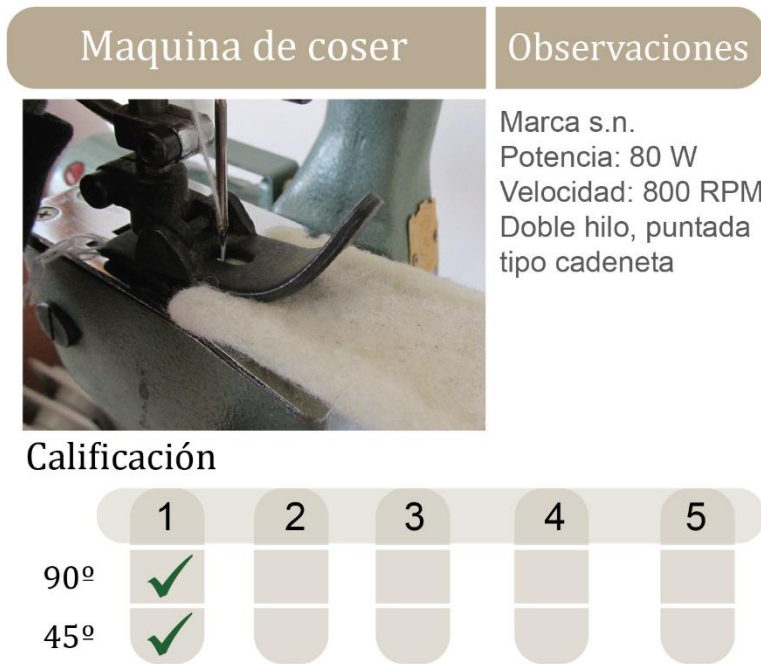 Maquina de coser
Observaciones
Marca s.n.
Potencia: 80 W
Velocidad: 800 RPM
Doble hilo, puntada
tipo cadeneta
Calificación
1 2 3 4 5
90º
45º